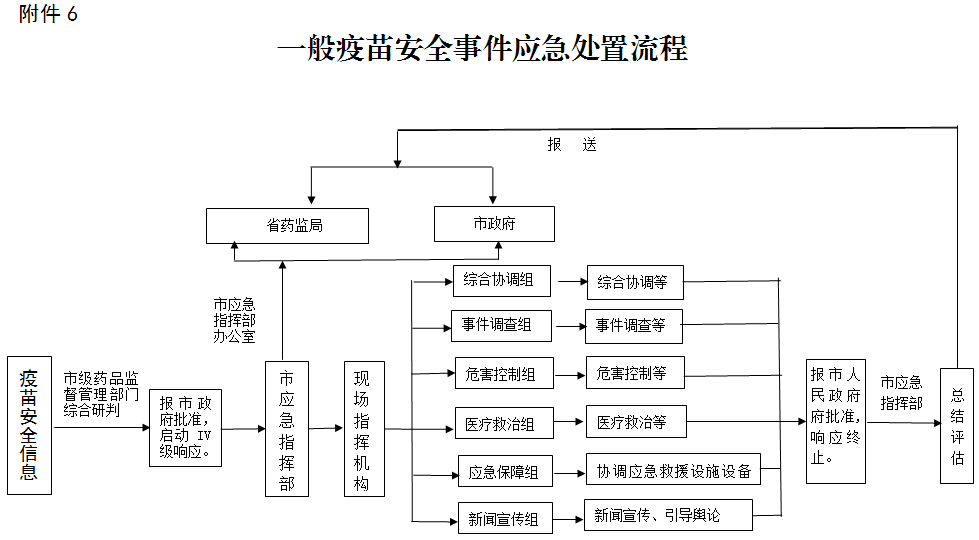 附件 6
一般疫苗安全事件应急处置流程
报 送
省药监局
市政府
市应急
指挥部
办公室
综合协调组
综合协调等
事件调查组
事件调查等
危害控制组
危害控制等
医疗救治组
医疗救治等
应急保障组
协调应急救援设施设备
新闻宣传组
新闻宣传、引导舆论
疫苗安全信息
市级药品监
督管理部门
综合研判
报市政
府批准，
启动 IV
级响应。
市应急指挥部
现场指挥机构
报市人
民政府
府批准，
响应终
止。
市应急
指挥部
总结评估